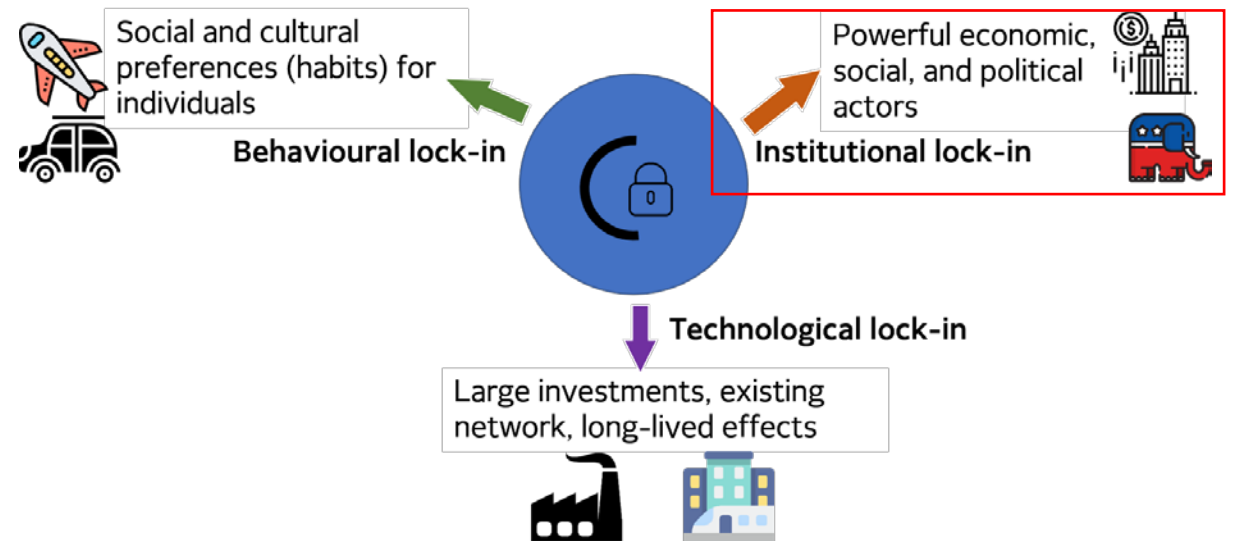 Social and cultural
preferences (habits) for
individuals
Behavioural lock-in
Powerful economic,
social, and political
actors
Institutional lock-in
Technological lock-in
Large investments, existing
network, long-lived effects